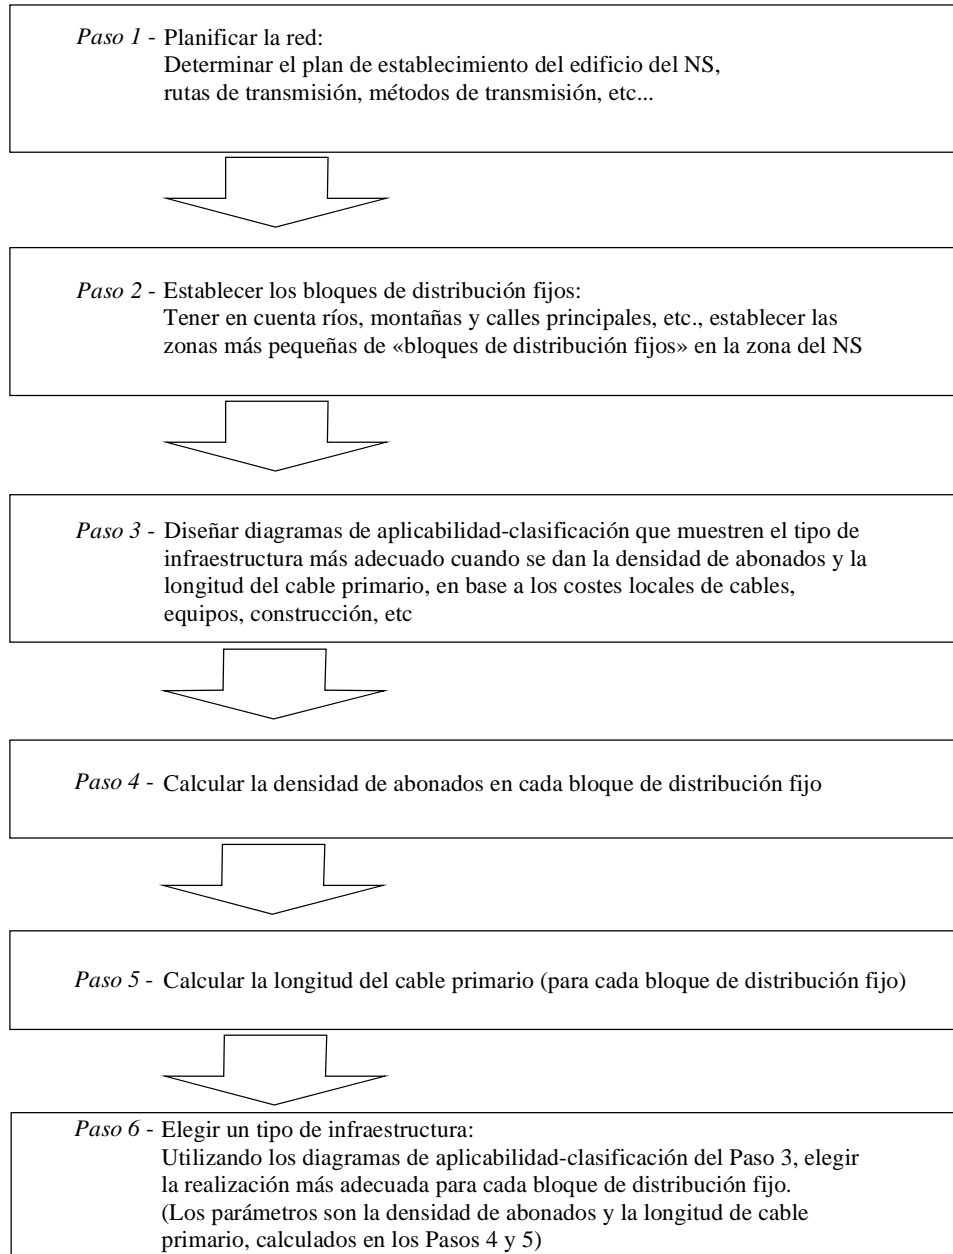 Paso 1 - Planificar la red:
Determinar el plan de establecimiento del edificio del NS,
rutas de transmisión, métodos de transmisión, etc...
Paso 2 - Establecer los bloques de distribución fijos:
Tener en cuenta ríos, montañas y calles principales, etc., establecer las
zonas más pequeñas de «bloques de distribución fijos» en la zona del NS
Paso 3 - Diseñar diagramas de aplicabilidad-clasificación que muestren el tipo de
infraestructura más adecuado cuando se dan la densidad de abonados y la
longitud del cable primario, en base a los costes locales de cables,
equipos, construcción, etc
Paso 4 - Calcular la densidad de abonados en cada bloque de distribución fijo
Paso 5 - Calcular la longitud del cable primario (para cada bloque de distribución fijo)
Paso 6 - Elegir un tipo de infraestructura:
Utilizando los diagramas de aplicabilidad-clasificación del Paso 3, elegir
la realización más adecuada para cada bloque de distribución fijo.
(Los parámetros son la densidad de abonados y la longitud de cable
primario, calculados en los Pasos 4 y 5)